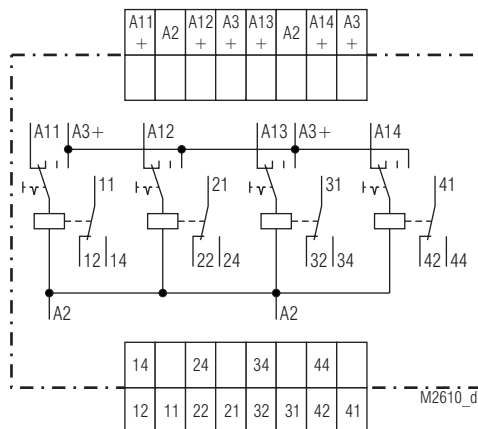 A11 A2 A12 A3 A13 A2 A14 A3
+ + + + + +
A11 A3+ A12 A13 A3+ A14
11 21 31 41
12 14 22 24 32 34 42 44
A2 A2
14 24 34 44
12 11 22 21 32 31 42 41
M2610_d